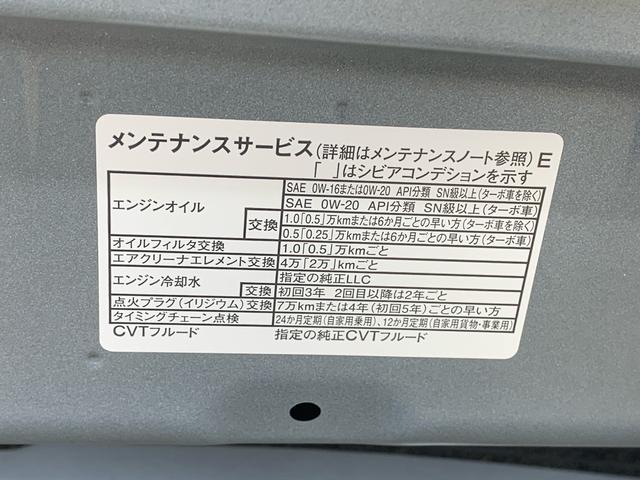 メンテナンスサービス(詳細はメンテナンスノート参照) E
「 」はシビアコンデションを示す
エンジンオイル SAE 0W-16または0W-20 API分類 SN級以上(ターボ車を除く)
SAE 0W-20 API分類 SN級以上(ターボ車)
交換 1.0「0.5」万kmまたは6か月ごとの早い方(ターボ車を除く)
0.5「0.25」万kmまたは6か月ごとの早い方(ターボ車)
オイルフィルタ交換 1.0「0.5」万kmごと
エアクリーナエレメント交換 4万「2万」kmごと
エンジン冷却水 指定の純正LLC
交換 初回3年 2回目以降は2年ごと
点火プラグ(イリジウム)交換 7万kmまたは4年(初回5年)ごとの早い方
タイミングチェーン点検 24か月定期(自家用乗用)、12か月定期(自家用貨物・事業用)
CVTフルード 指定の純正CVTフルード